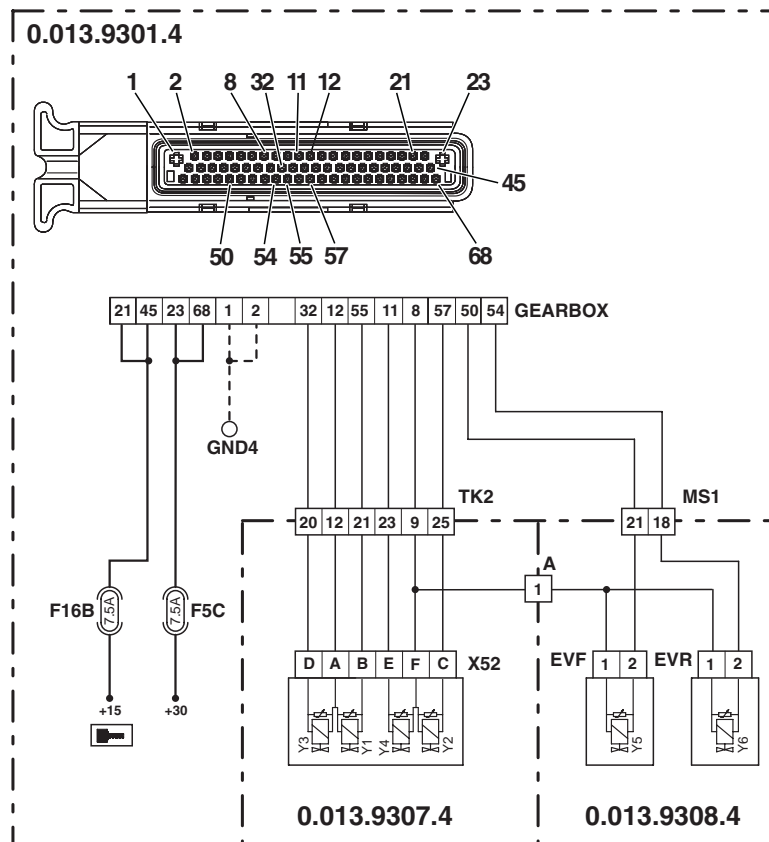 0.013.9301.4
1 2 8 32 11 12 21 23
45
50 54 55 57 68
21 45 23 68 1 2 32 12 55 11 8 57 50 54 GEARBOX
GND4
TK2 MS1
20 12 21 23 9 25 21 18
A
1
F16B 7.5A 7.5A F5C
D A B E F C X52 EVF 1 2 EVR 1 2
+15 +30
Y3 Y1 Y4 Y2 Y5 Y6
0.013.9307.4 0.013.9308.4